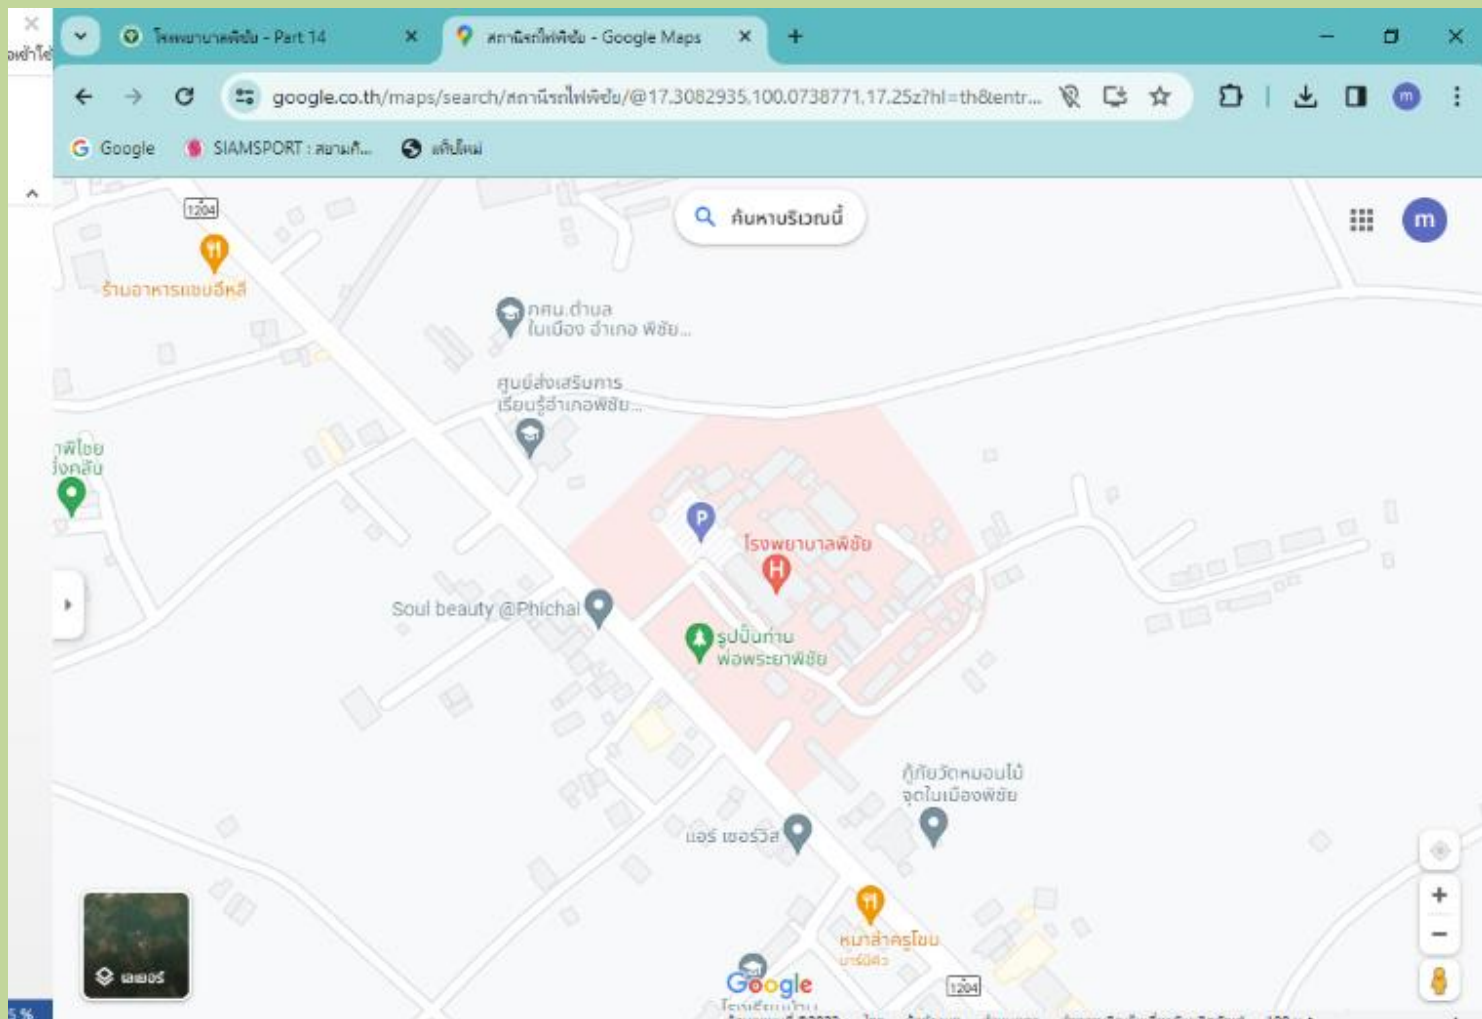 โรงพยาบาลพิชัย - Part 14
สถานีรถไฟพิชัย - Google Maps
google.co.th/maps/search/สถานีรถไฟพิชัย/@17.3082935,100.0738771,17.25z?hl=th&entr...
m
Google
SIAMSPORT : สยามกี...
แท็บใหม่
1204
ค้นหาบริเวณนี้
m
ร้านอาหารแซบอีหลี
กศน.ตำบล
ในเมือง อำเภอ พิชัย...
ศูนย์ส่งเสริมการ
เรียนรู้อำเภอพิชัย...
P
โรงพยาบาลพิชัย
H
Soul beauty @Phichai
รูปปั้นท่าน
พ่อพระยาพิชัย
กู้ภัยวัดหมอนไม้
จุดในเมืองพิชัย
แอร์ เซอร์วิส
หมาล่าครูโขม
บาร์บีคิว
เลเยอร์
Google
1204
5 %